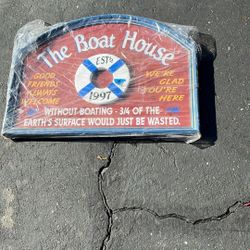 The Boat House
ESTD
1997
GOOD
FRIENDS
ALWAYS
WELCOME
WE'RE
GLAD
YOU'RE
HERE
WITHOUT BOATING - 3/4 OF THE
EARTH'S SURFACE WOULD JUST BE WASTED.